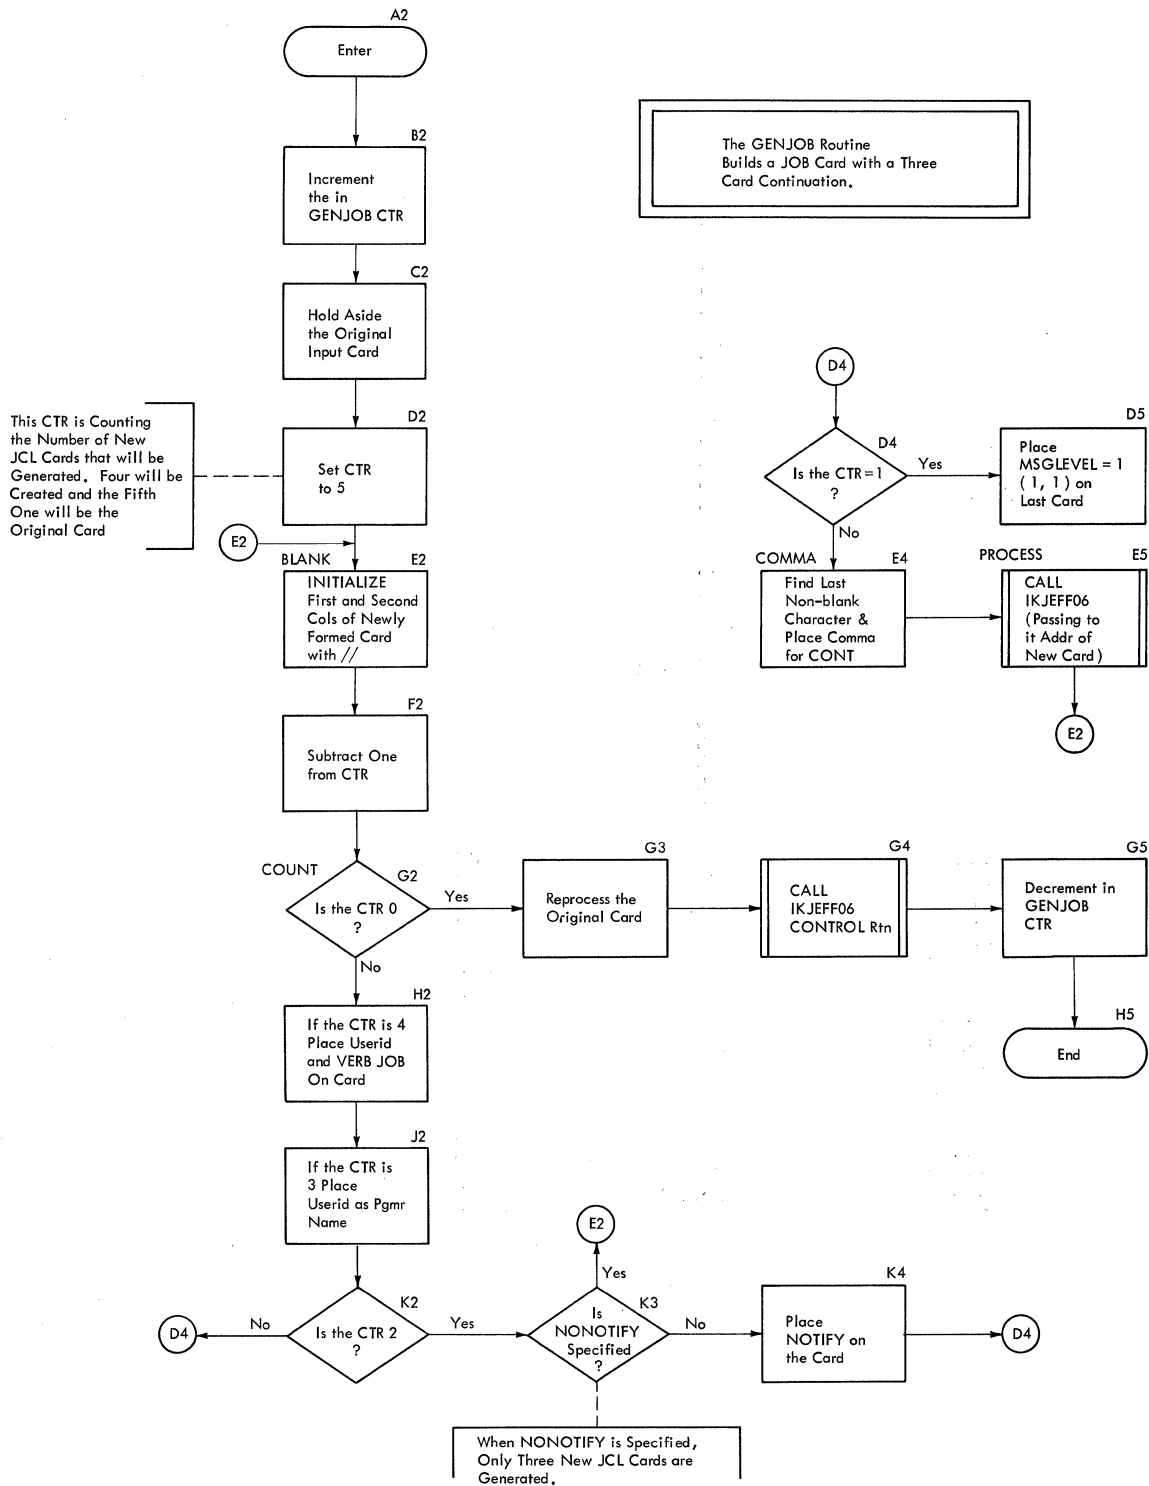 A2
Enter
B2
Increment
the in
GENJOB CTR
The GENJOB Routine
Builds a JOB Card with a Three
Card Continuation.
C2
Hold Aside
the Original
Input Card
This CTR is Counting
the Number of New
JCL Cards that will be
Generated. Four will be
Created and the Fifth
One will be the
Original Card
D2
Set CTR
to 5
E2
BLANK
E2
INITIALIZE
First and Second
Cols of Newly
Formed Card
with //
F2
Subtract One
from CTR
COUNT
G2
Is the CTR 0
?
Yes
No
G3
Reprocess the
Original Card
G4
CALL
IKJEFF06
CONTROL Rtn
G5
Decrement in
GENJOB
CTR
H5
End
H2
If the CTR is 4
Place Userid
and VERB JOB
On Card
J2
If the CTR is
3 Place
Userid as Pgmr
Name
K2
Is the CTR 2
?
No
D4
Yes
K3
Is
NONOTIFY
Specified
?
Yes
E2
No
K4
Place
NOTIFY on
the Card
D4
When NONOTIFY is Specified,
Only Three New JCL Cards are
Generated.
D4
D4
Is the CTR=1
?
Yes
No
D5
Place
MSGLEVEL = 1
( 1, 1 ) on
Last Card
COMMA
E4
Find Last
Non-blank
Character &
Place Comma
for CONT
PROCESS
E5
CALL
IKJEFF06
(Passing to
it Addr of
New Card )
E2